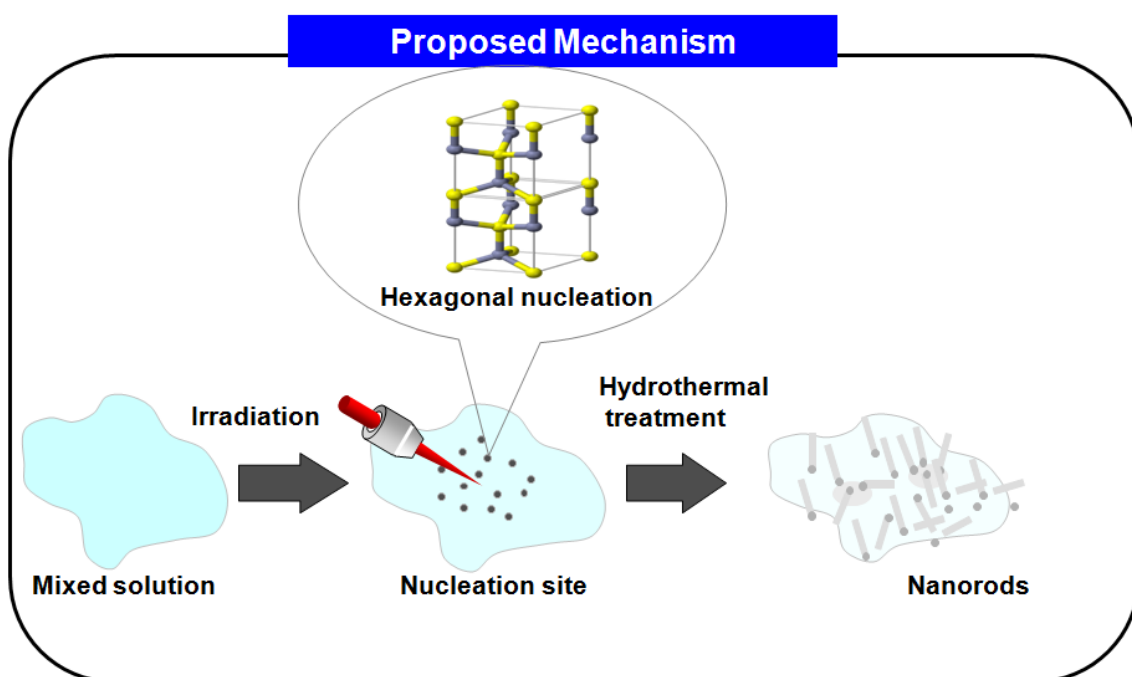 Proposed Mechanism
Hexagonal nucleation
Irradiation
Hydrothermal
treatment
Mixed solution
Nucleation site
Nanorods